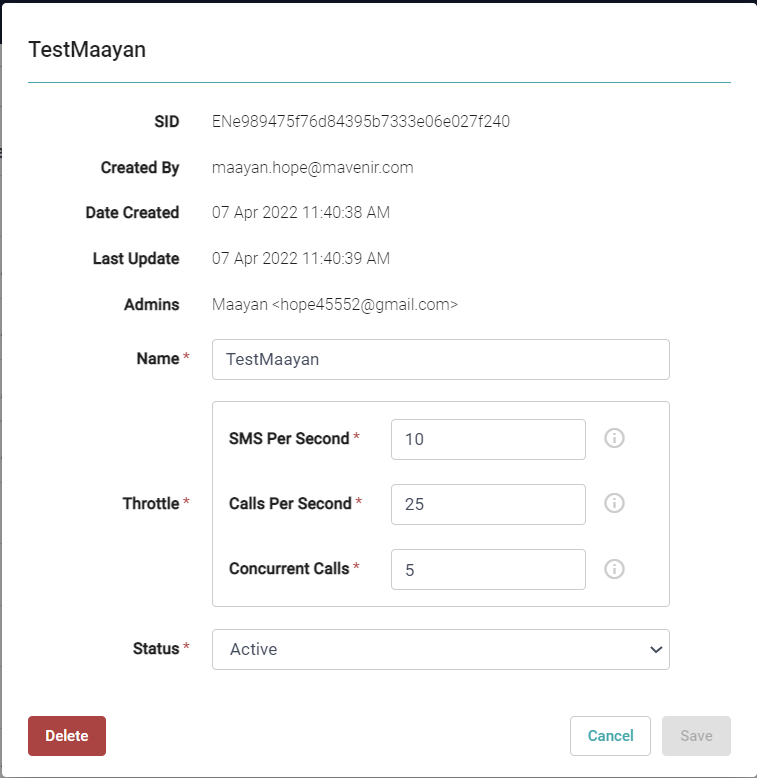 TestMaayan
SID ENe989475f76d84395b7333e06e027f240
Created By maayan.hope@mavenir.com
Date Created 07 Apr 2022 11:40:38 AM
Last Update 07 Apr 2022 11:40:39 AM
Admins Maayan <hope45552@gmail.com>
Name * TestMaayan
SMS Per Second * 10
Throttle * Calls Per Second * 25
Concurrent Calls * 5
Status * Active
Delete Cancel Save